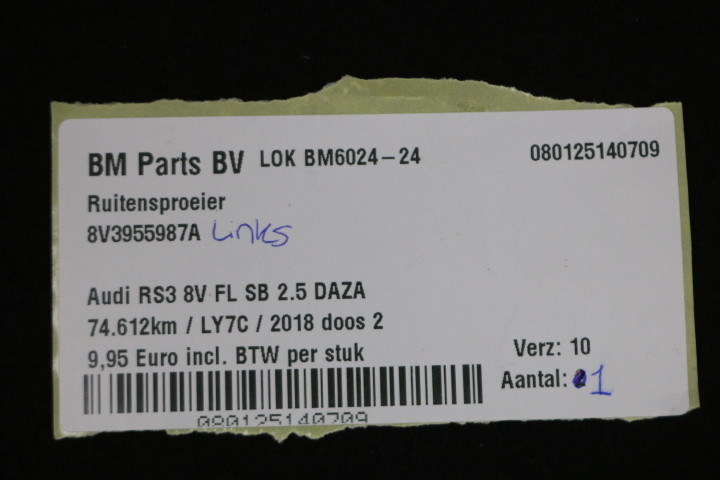 BM Parts BV LOK BM6024-24 080125140709
Ruitensproeier
8V3955987A Links
Audi RS3 8V FL SB 2.5 DAZA
74.612km / LY7C / 2018 doos 2
9,95 Euro incl. BTW per stuk
Verz: 10
Aantal: 1
080125140709